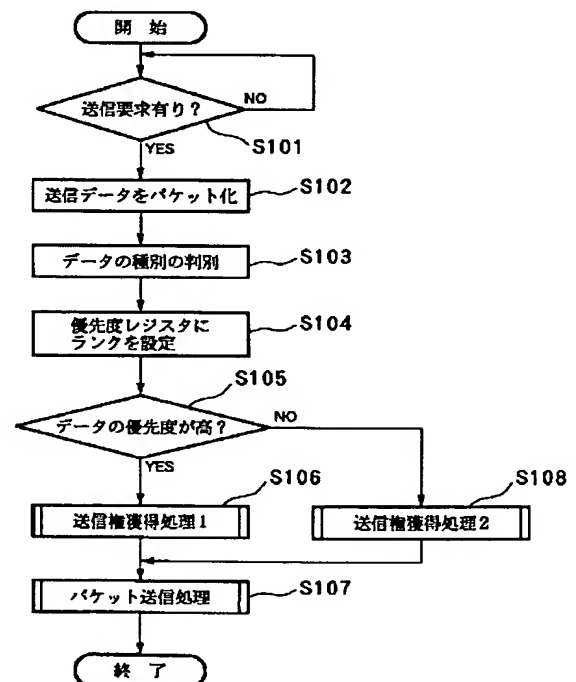 開 始
送信要求有り?
NO
YES
S101
送信データをパケット化
S102
データの種別の判別
S103
優先度レジスタに
ランクを設定
S104
S105
データの優先度が高?
NO
YES
S106
送信権獲得処理1
S108
送信権獲得処理2
パケット送信処理
S107
終 了